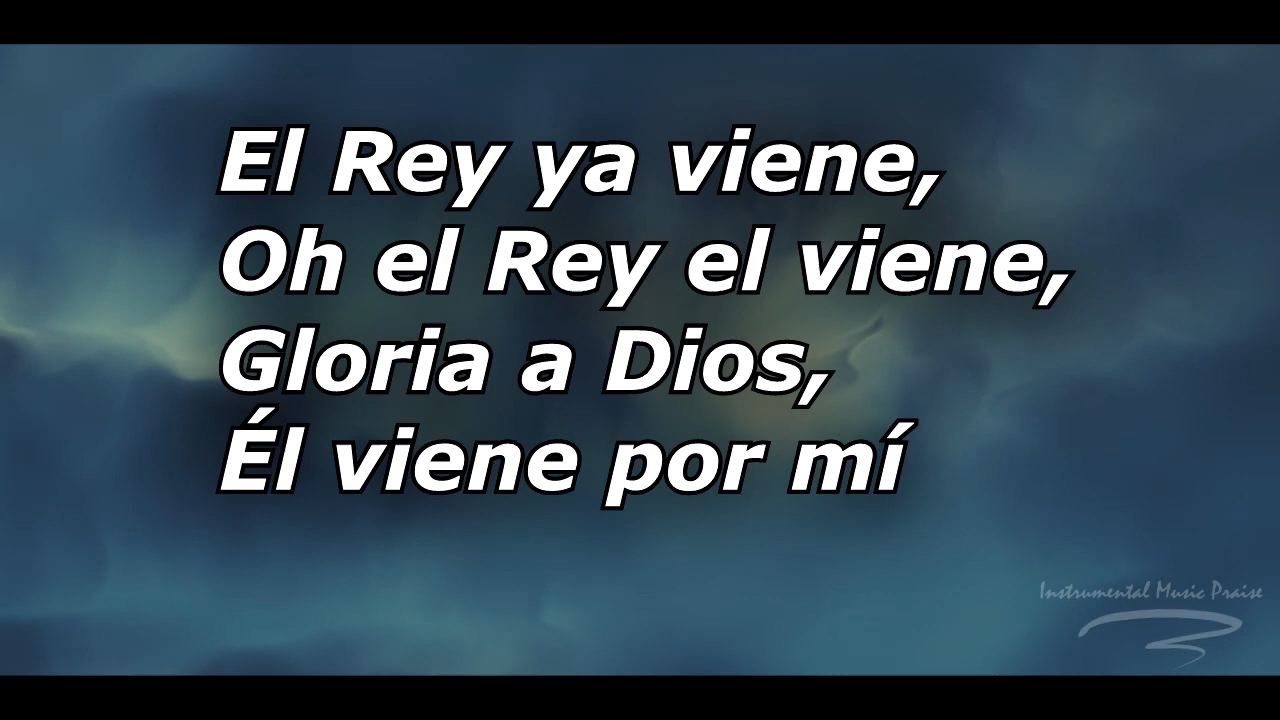 El Rey ya viene,
Oh el Rey el viene,
Gloria a Dios,
Él viene por mí
Instrumental Music Praise